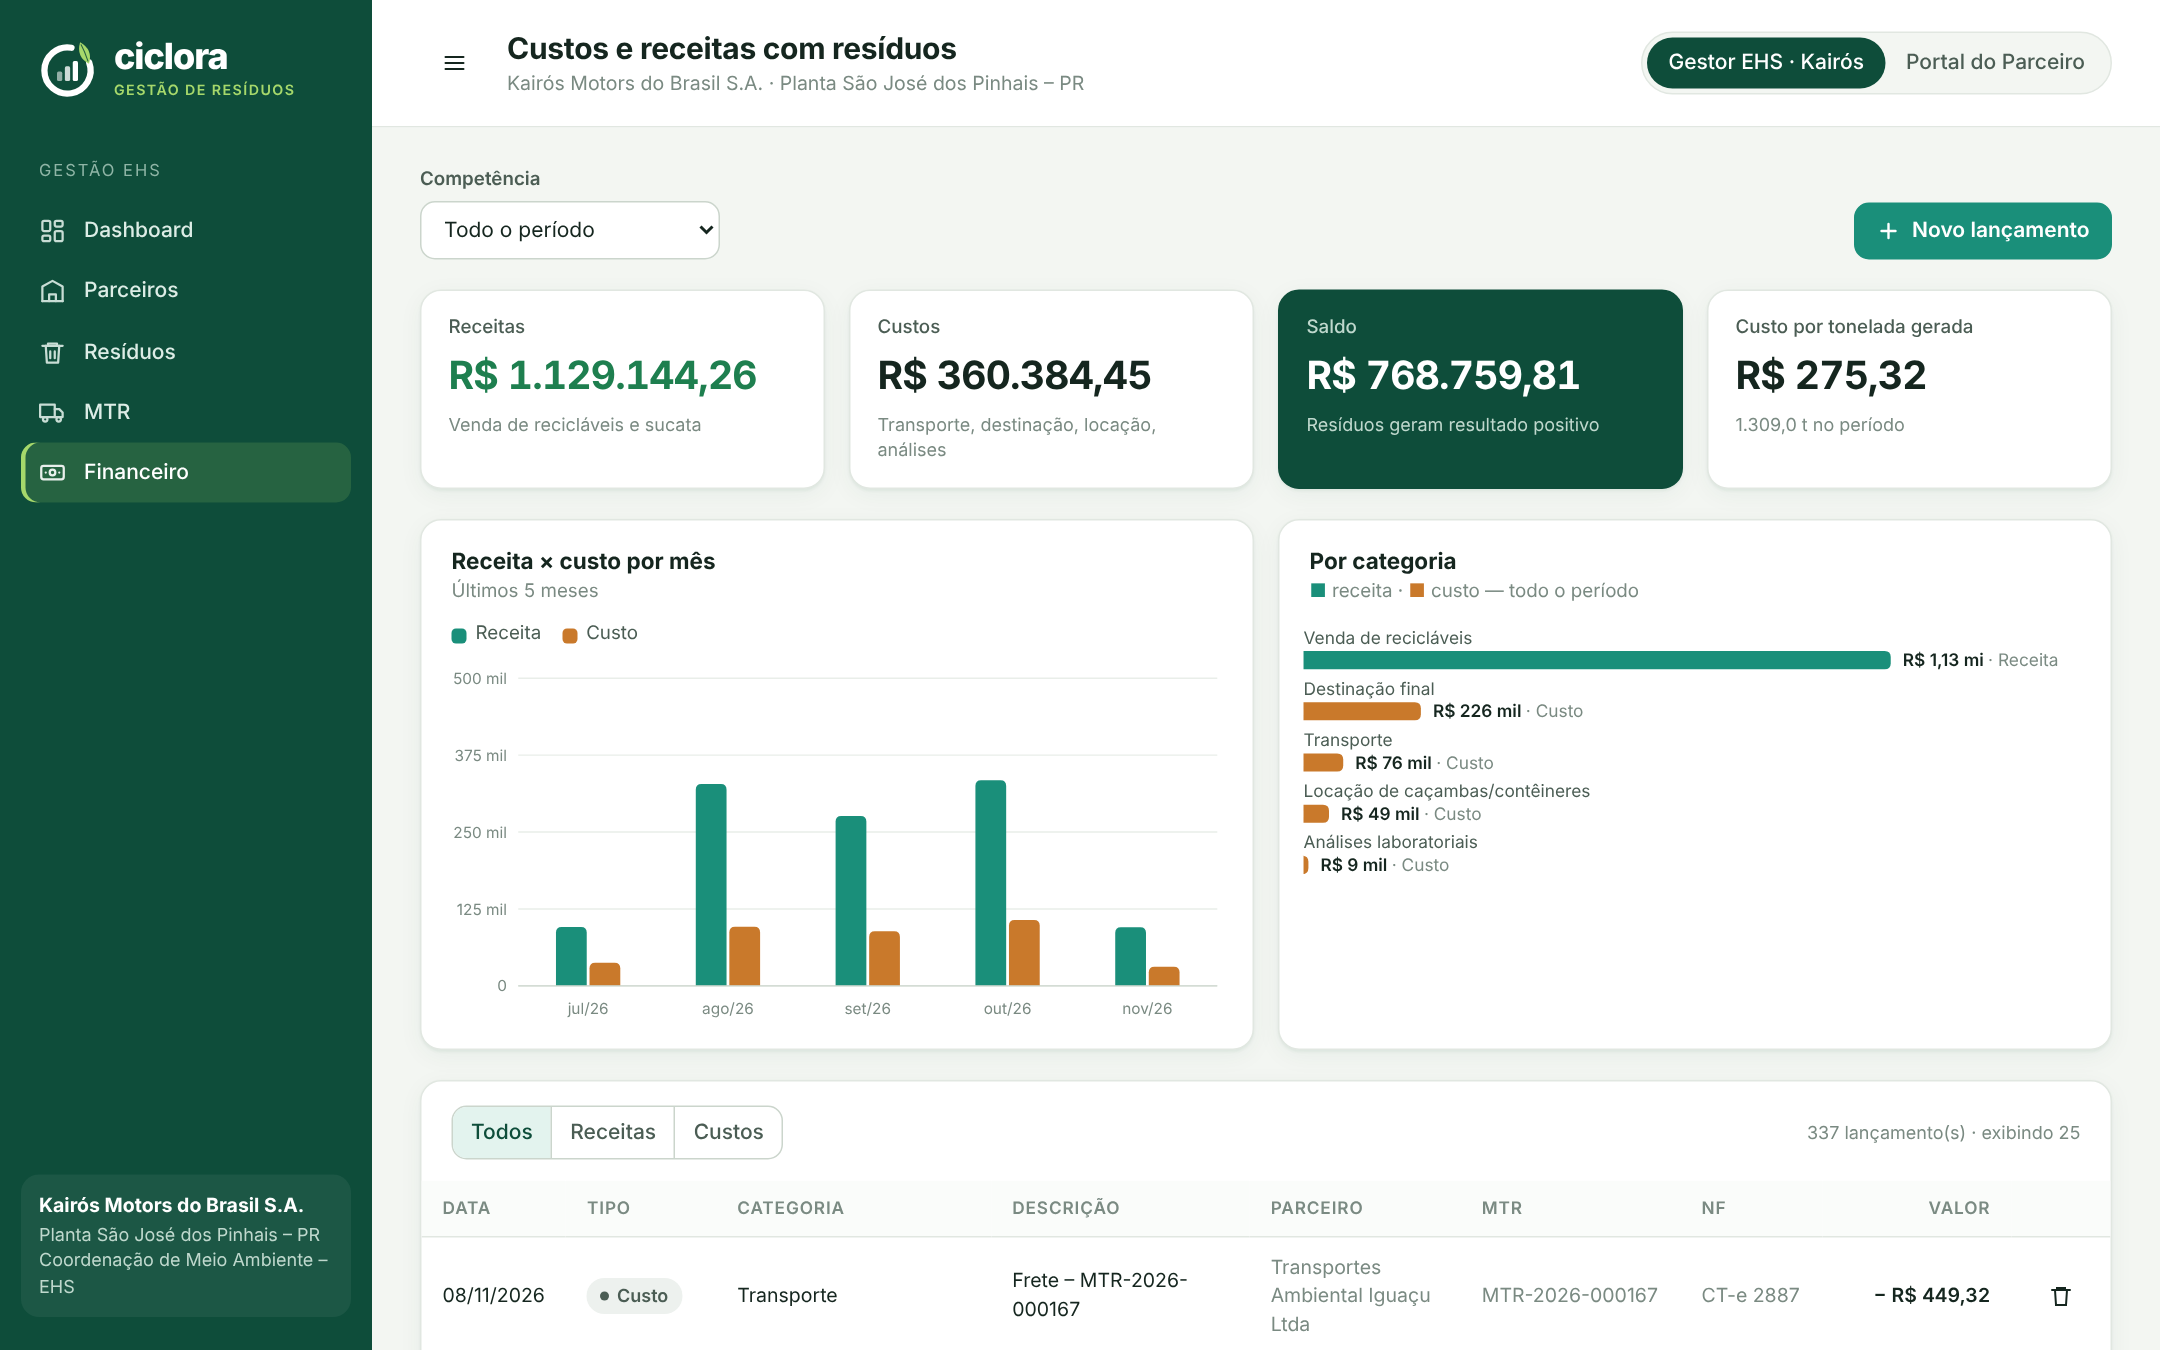 ciclora
GESTÃO DE RESÍDUOS
GESTÃO EHS
Dashboard
Parceiros
Resíduos
MTR
Financeiro
Kairós Motors do Brasil S.A.
Planta São José dos Pinhais – PR
Coordenação de Meio Ambiente –
EHS
Custos e receitas com resíduos
Kairós Motors do Brasil S.A. · Planta São José dos Pinhais – PR
Gestor EHS · Kairós
Portal do Parceiro
Competência
Todo o período
Novo lançamento
Receitas
R$ 1.129.144,26
Venda de recicláveis e sucata
Custos
R$ 360.384,45
Transporte, destinação, locação,
análises
Saldo
R$ 768.759,81
Resíduos geram resultado positivo
Custo por tonelada gerada
R$ 275,32
1.309,0 t no período
Receita × custo por mês
Últimos 5 meses
Receita Custo
500 mil
375 mil
250 mil
125 mil
0
jul/26 ago/26 set/26 out/26 nov/26
Por categoria
receita · custo — todo o período
Venda de recicláveis
R$ 1,13 mi · Receita
Destinação final
R$ 226 mil · Custo
Transporte
R$ 76 mil · Custo
Locação de caçambas/contêineres
R$ 49 mil · Custo
Análises laboratoriais
R$ 9 mil · Custo
Todos Receitas Custos
337 lançamento(s) · exibindo 25
DATA TIPO CATEGORIA DESCRIÇÃO PARCEIRO MTR NF VALOR
08/11/2026 Custo Transporte Frete – MTR-2026-000167 Transportes Ambiental Iguaçu Ltda MTR-2026-000167 CT-e 2887 − R$ 449,32